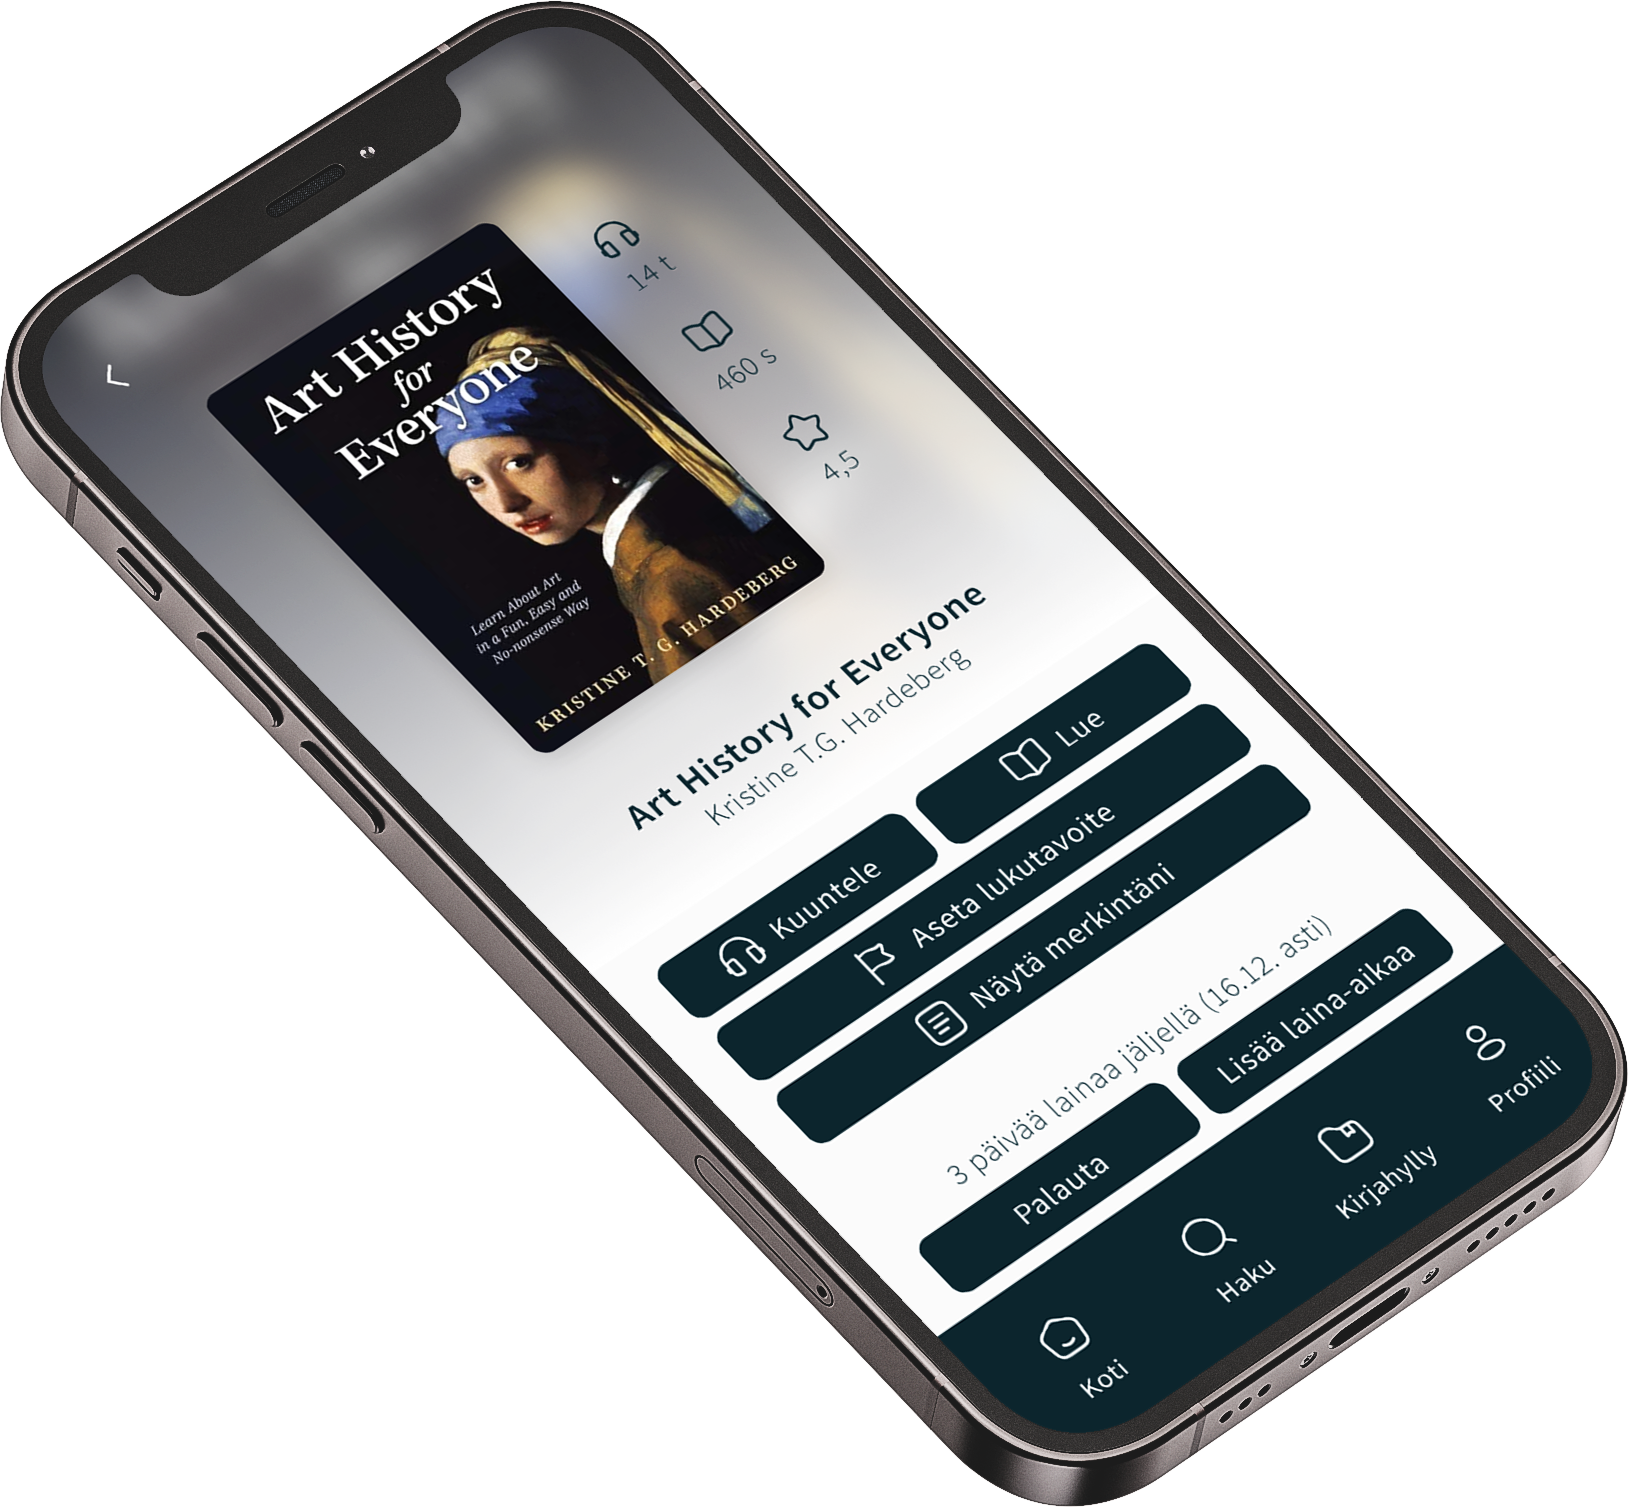 Art History
for
Everyone
Learn About Art
in a Fun, Easy and
No-nonsense Way
KRISTINE T. G. HARDEBERG
14 t
460 s
4,5
Art History for Everyone
Kristine T.G. Hardeberg
Kuuntele
Lue
Aseta lukutavoite
Näytä merkintäni
3 päivää lainaa jäljellä (16.12. asti)
Palauta
Lisää laina-aikaa
Koti
Haku
Kirjahylly
Profiili